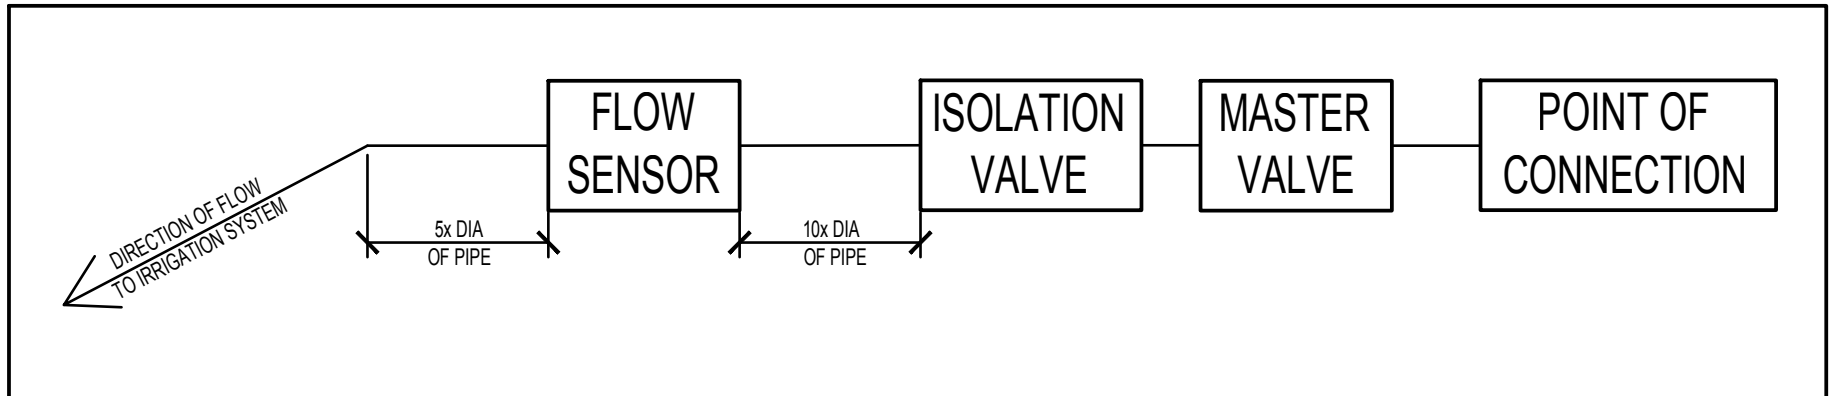 FLOW
SENSOR
ISOLATION
VALVE
MASTER
VALVE
POINT OF
CONNECTION
DIRECTION OF FLOW
TO IRRIGATION SYSTEM
5x DIA
OF PIPE
10x DIA
OF PIPE